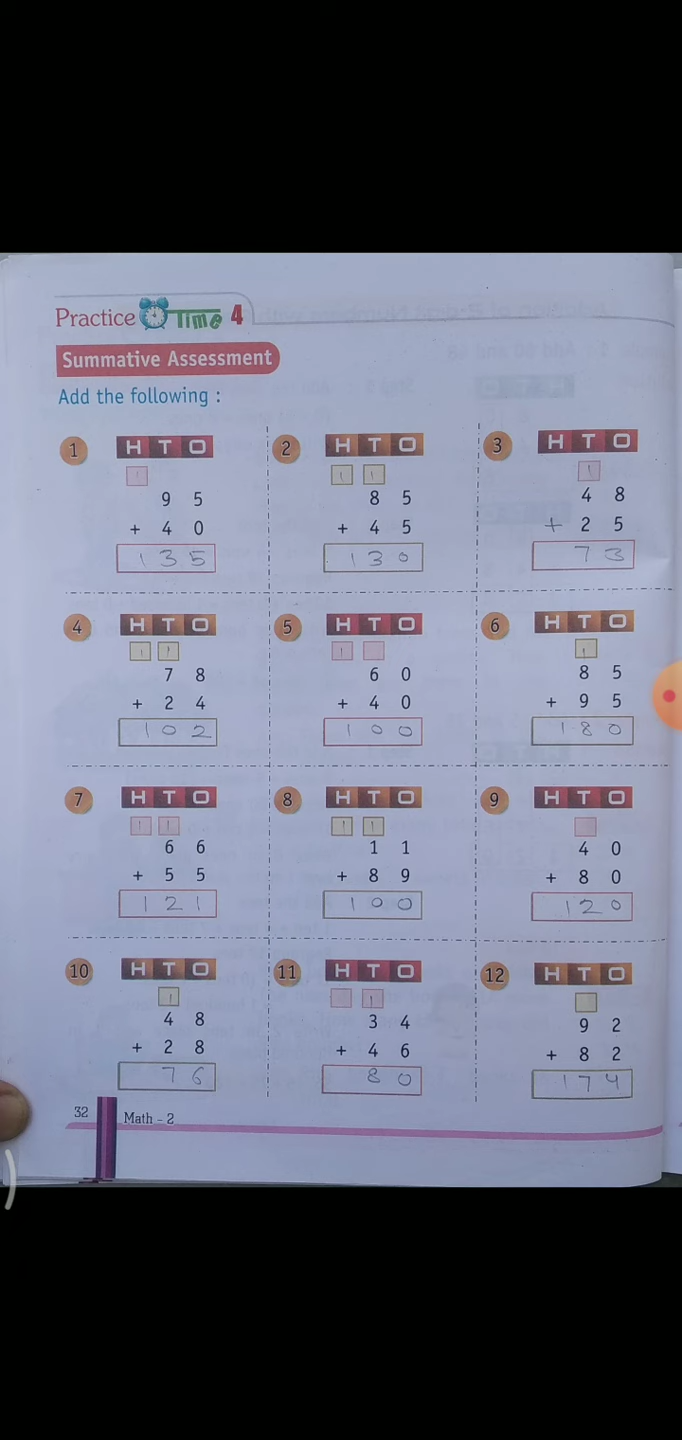 Practice Time 4
Summative Assessment
Add the following :
1 H T O
1
9 5
+ 4 0
1 3 5
2 H T O
1 1
8 5
+ 4 5
1 3 0
3 H T O
1
4 8
+ 2 5
7 3
4 H T O
1 1
7 8
+ 2 4
1 0 2
5 H T O
1
6 0
+ 4 0
1 0 0
6 H T O
1
8 5
+ 9 5
1 8 0
7 H T O
1 1
6 6
+ 5 5
1 2 1
8 H T O
1 1
1 1
+ 8 9
1 0 0
9 H T O
4 0
+ 8 0
1 2 0
10 H T O
1
4 8
+ 2 8
7 6
11 H T O
1
3 4
+ 4 6
8 0
12 H T O
9 2
+ 8 2
1 7 4
32 Math - 2